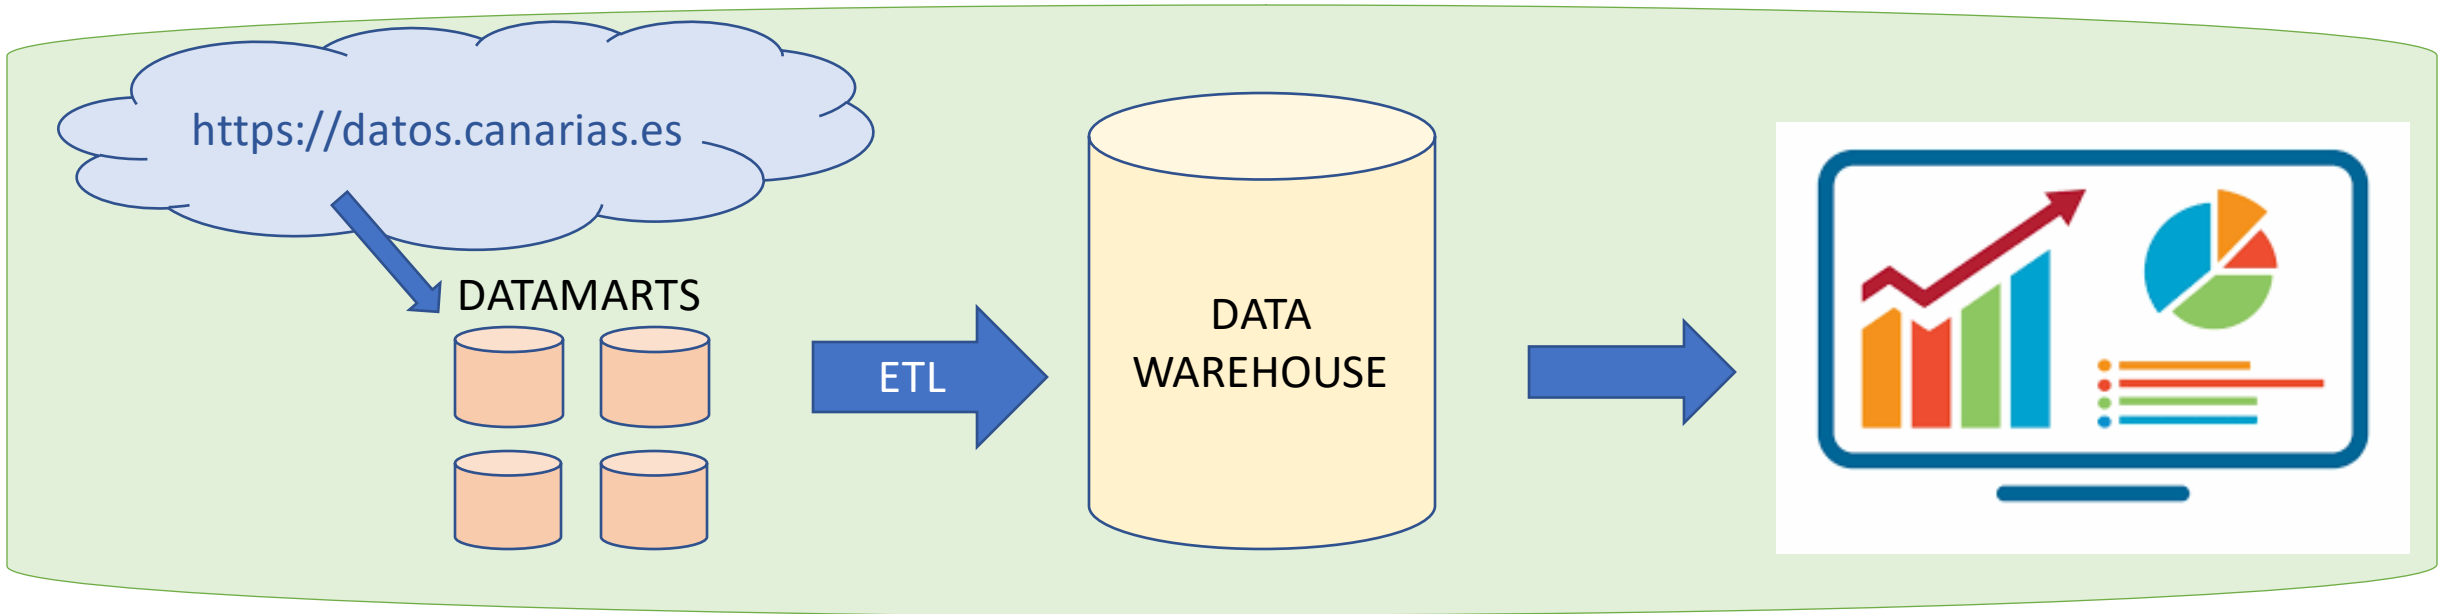 https://datos.canarias.es
DATAMARTS
ETL
DATA
WAREHOUSE